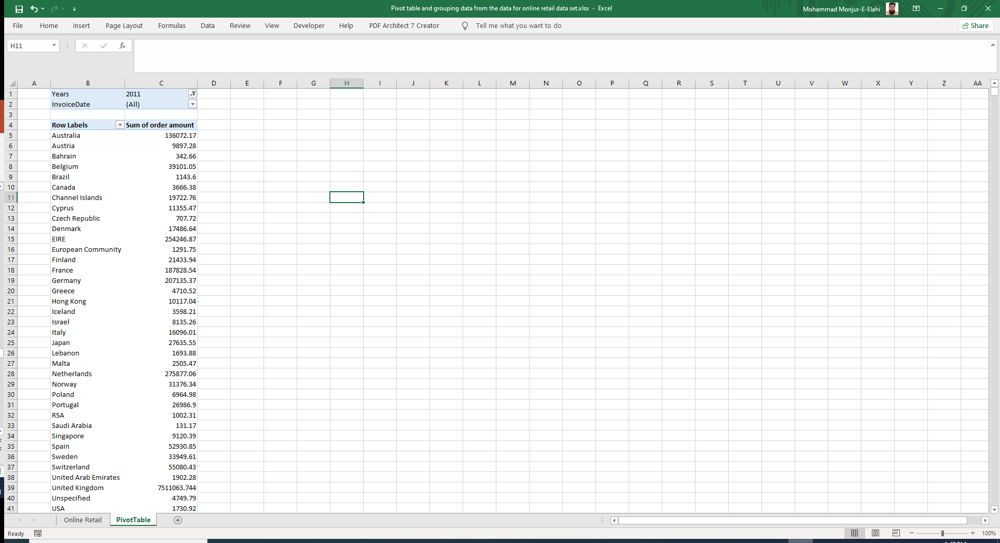 Pivot table and grouping data from the data for online retail data set.xlsx - Excel
Mohammad Monjur-E-Elahi
File Home Insert Page Layout Formulas Data Review View Developer Help PDF Architect 7 Creator Tell me what you want to do Share
H11 fx
A B C D E F G H I J K L M N O P Q R S T U V W X Y Z AA
1 Years 2011
2 InvoiceDate (All)
3
4 Row Labels Sum of order amount
5 Australia 136072.17
6 Austria 9897.28
7 Bahrain 342.66
8 Belgium 39101.05
9 Brazil 1143.6
10 Canada 3666.38
11 Channel Islands 19722.76
12 Cyprus 11355.47
13 Czech Republic 707.72
14 Denmark 17486.64
15 EIRE 254246.87
16 European Community 1291.75
17 Finland 21433.94
18 France 187828.54
19 Germany 207135.37
20 Greece 4710.52
21 Hong Kong 10117.04
22 Iceland 3598.21
23 Israel 8135.26
24 Italy 16096.01
25 Japan 27635.55
26 Lebanon 1693.88
27 Malta 2505.47
28 Netherlands 275877.06
29 Norway 31376.34
30 Poland 6964.98
31 Portugal 26986.9
32 RSA 1002.31
33 Saudi Arabia 131.17
34 Singapore 9120.39
35 Spain 52930.85
36 Sweden 33949.61
37 Switzerland 55080.43
38 United Arab Emirates 1902.28
39 United Kingdom 7511063.744
40 Unspecified 4749.79
41 USA 1730.92
Online Retail PivotTable
Ready 100%